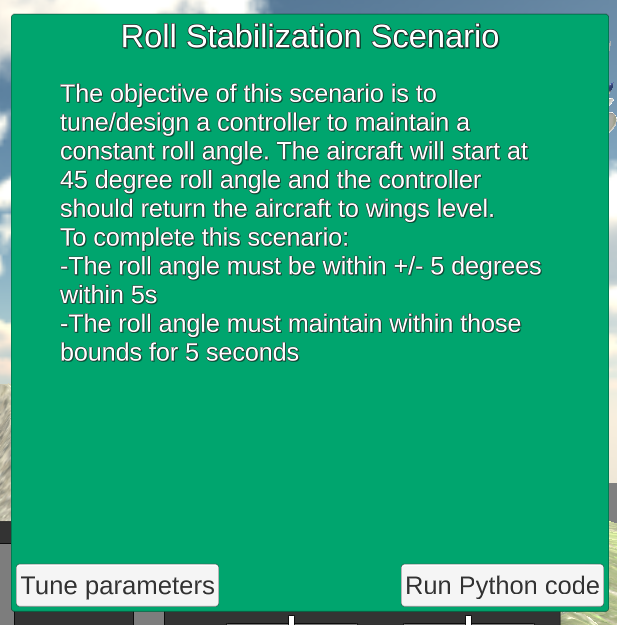 Roll Stabilization Scenario
The objective of this scenario is to
tune/design a controller to maintain a
constant roll angle. The aircraft will start at
45 degree roll angle and the controller
should return the aircraft to wings level.
To complete this scenario:
-The roll angle must be within +/- 5 degrees
within 5s
-The roll angle must maintain within those
bounds for 5 seconds
Tune parameters
Run Python code